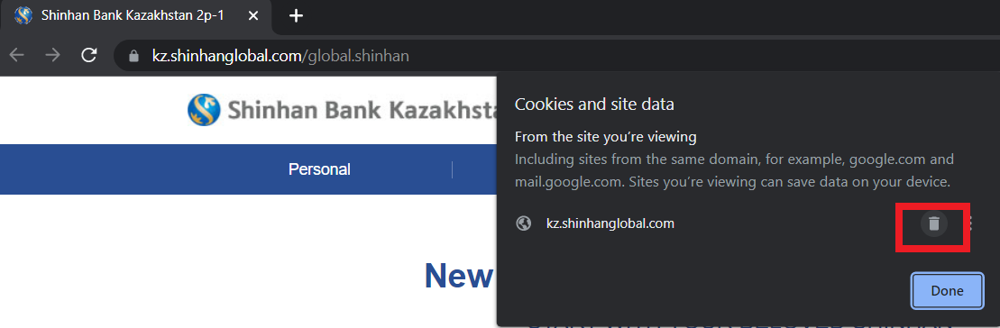 Shinhan Bank Kazakhstan 2p-1
kz.shinhanglobal.com/global.shinhan
Shinhan Bank Kazakhsta
Personal
New
Cookies and site data
From the site you're viewing
Including sites from the same domain, for example, google.com and
mail.google.com. Sites you're viewing can save data on your device.
kz.shinhanglobal.com
Done